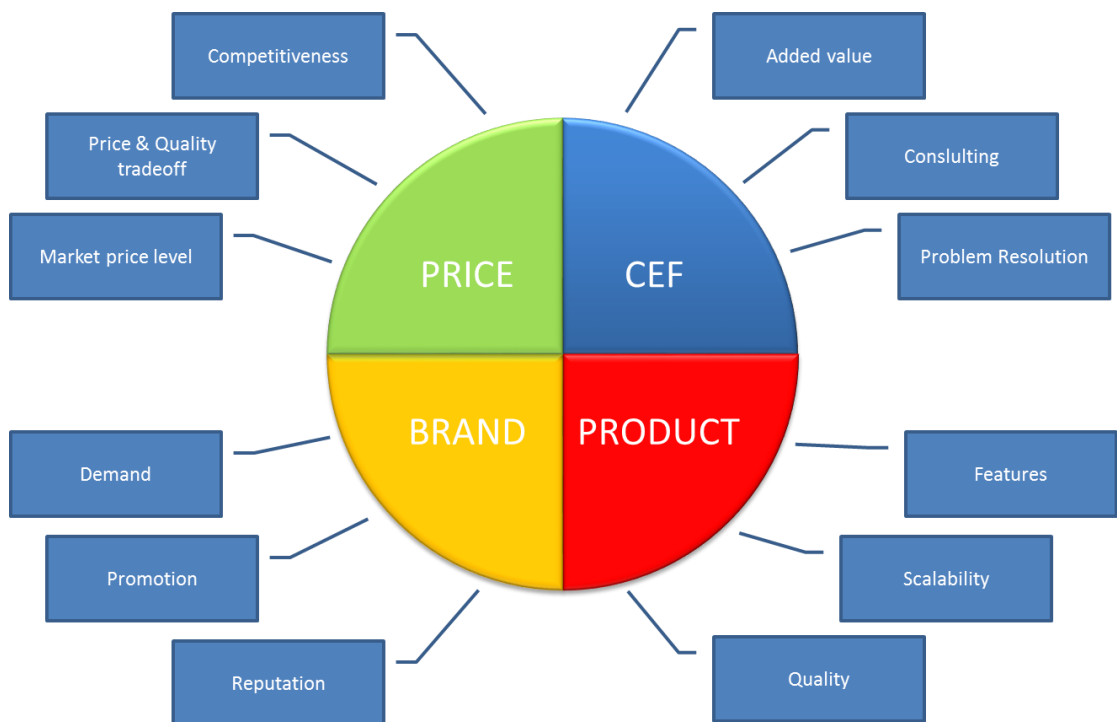 Competitiveness
Added value
Price & Quality
tradeoff
Conslulting
Market price level
Problem Resolution
PRICE
CEF
BRAND
PRODUCT
Demand
Features
Promotion
Scalability
Reputation
Quality